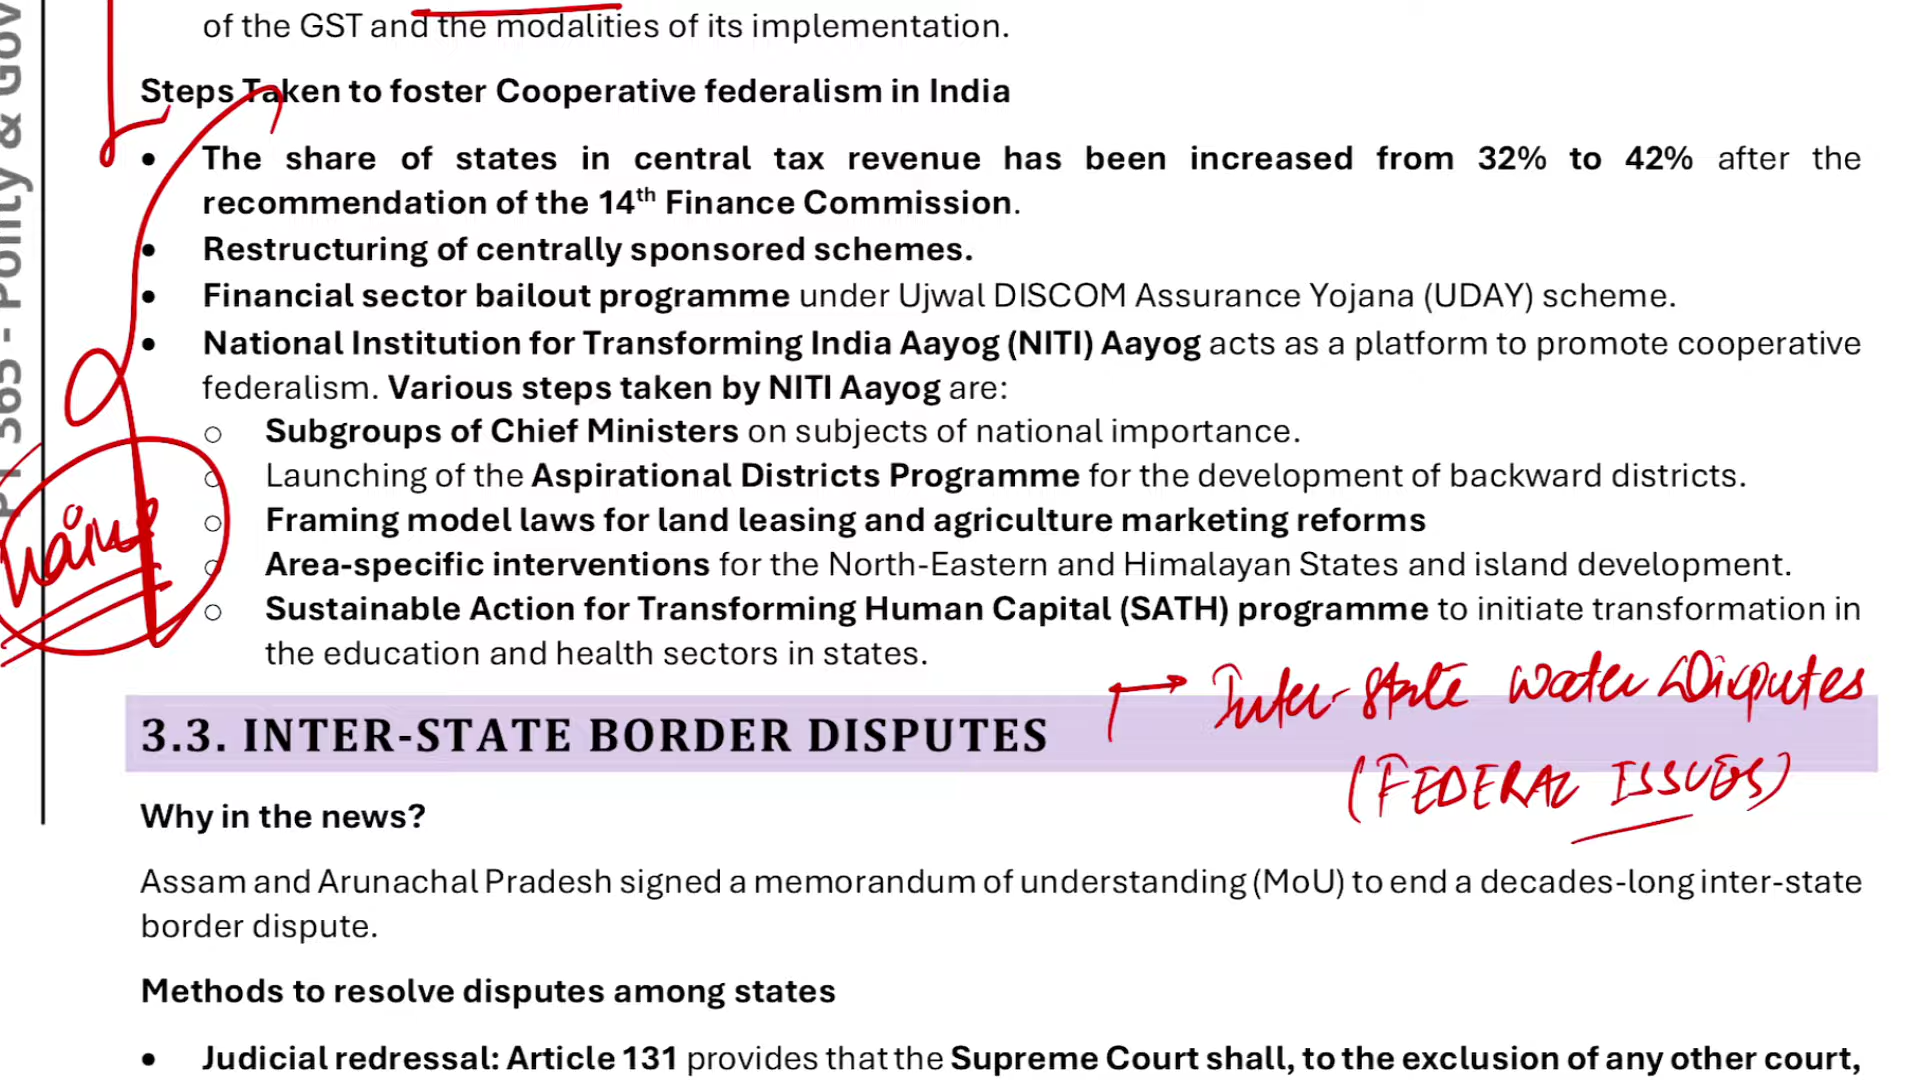 of the GST and the modalities of its implementation.
Steps Taken to foster Cooperative federalism in India
• The share of states in central tax revenue has been increased from 32% to 42% after the
recommendation of the 14th Finance Commission.
• Restructuring of centrally sponsored schemes.
• Financial sector bailout programme under Ujwal DISCOM Assurance Yojana (UDAY) scheme.
• National Institution for Transforming India Aayog (NITI) Aayog acts as a platform to promote cooperative
federalism. Various steps taken by NITI Aayog are:
○ Subgroups of Chief Ministers on subjects of national importance.
○ Launching of the Aspirational Districts Programme for the development of backward districts.
○ Framing model laws for land leasing and agriculture marketing reforms
○ Area-specific interventions for the North-Eastern and Himalayan States and island development.
○ Sustainable Action for Transforming Human Capital (SATH) programme to initiate transformation in
the education and health sectors in states.
Mains
Inter-state water Disputes
(FEDERAL ISSUES)
3.3. INTER-STATE BORDER DISPUTES
Why in the news?
Assam and Arunachal Pradesh signed a memorandum of understanding (MoU) to end a decades-long inter-state
border dispute.
Methods to resolve disputes among states
• Judicial redressal: Article 131 provides that the Supreme Court shall, to the exclusion of any other court,
PT 365 - Polity & Gov